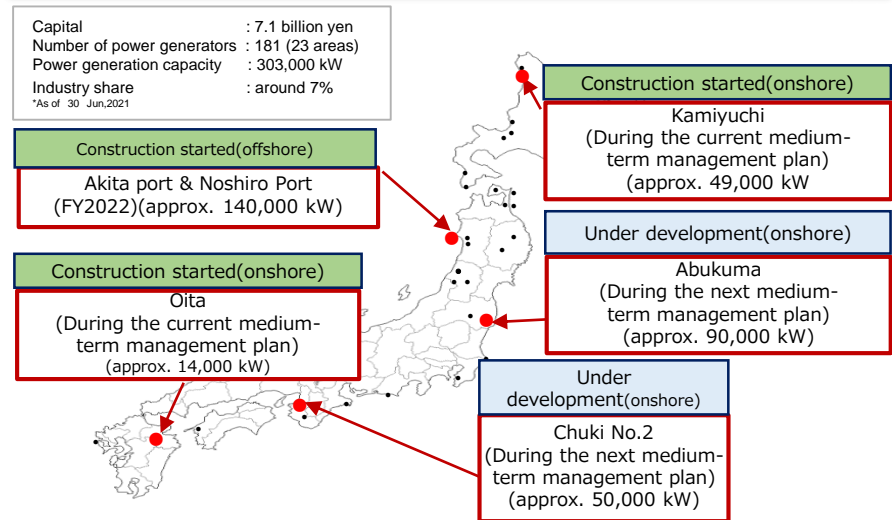 Capital : 7.1 billion yen
Number of power generators : 181 (23 areas)
Power generation capacity : 303,000 kW
Industry share : around 7%
*As of 30 Jun,2021
Construction started(onshore)
Kamiyuchi
(During the current medium-
term management plan)
(approx. 49,000 kW
Construction started(offshore)
Akita port & Noshiro Port
(FY2022)(approx. 140,000 kW)
Under development(onshore)
Abukuma
(During the next medium-
term management plan)
(approx. 90,000 kW)
Construction started(onshore)
Oita
(During the current medium-
term management plan)
(approx. 14,000 kW)
Under
development(onshore)
Chuki No.2
(During the next medium-
term management plan)
(approx. 50,000 kW)